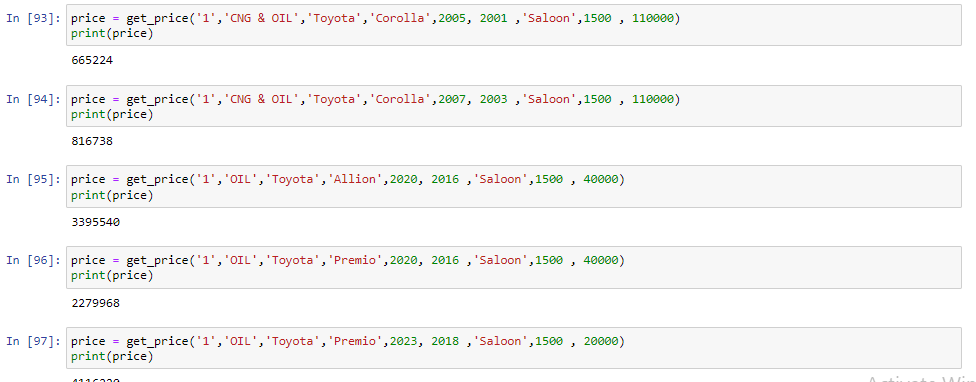 In [93]: price = get_price('1','CNG & OIL','Toyota','Corolla',2005, 2001 ,'Saloon',1500 , 110000)
print(price)
665224
In [94]: price = get_price('1','CNG & OIL','Toyota','Corolla',2007, 2003 ,'Saloon',1500 , 110000)
print(price)
816738
In [95]: price = get_price('1','OIL','Toyota','Allion',2020, 2016 ,'Saloon',1500 , 40000)
print(price)
3395540
In [96]: price = get_price('1','OIL','Toyota','Premio',2020, 2016 ,'Saloon',1500 , 40000)
print(price)
2279968
In [97]: price = get_price('1','OIL','Toyota','Premio',2023, 2018 ,'Saloon',1500 , 20000)
print(price)